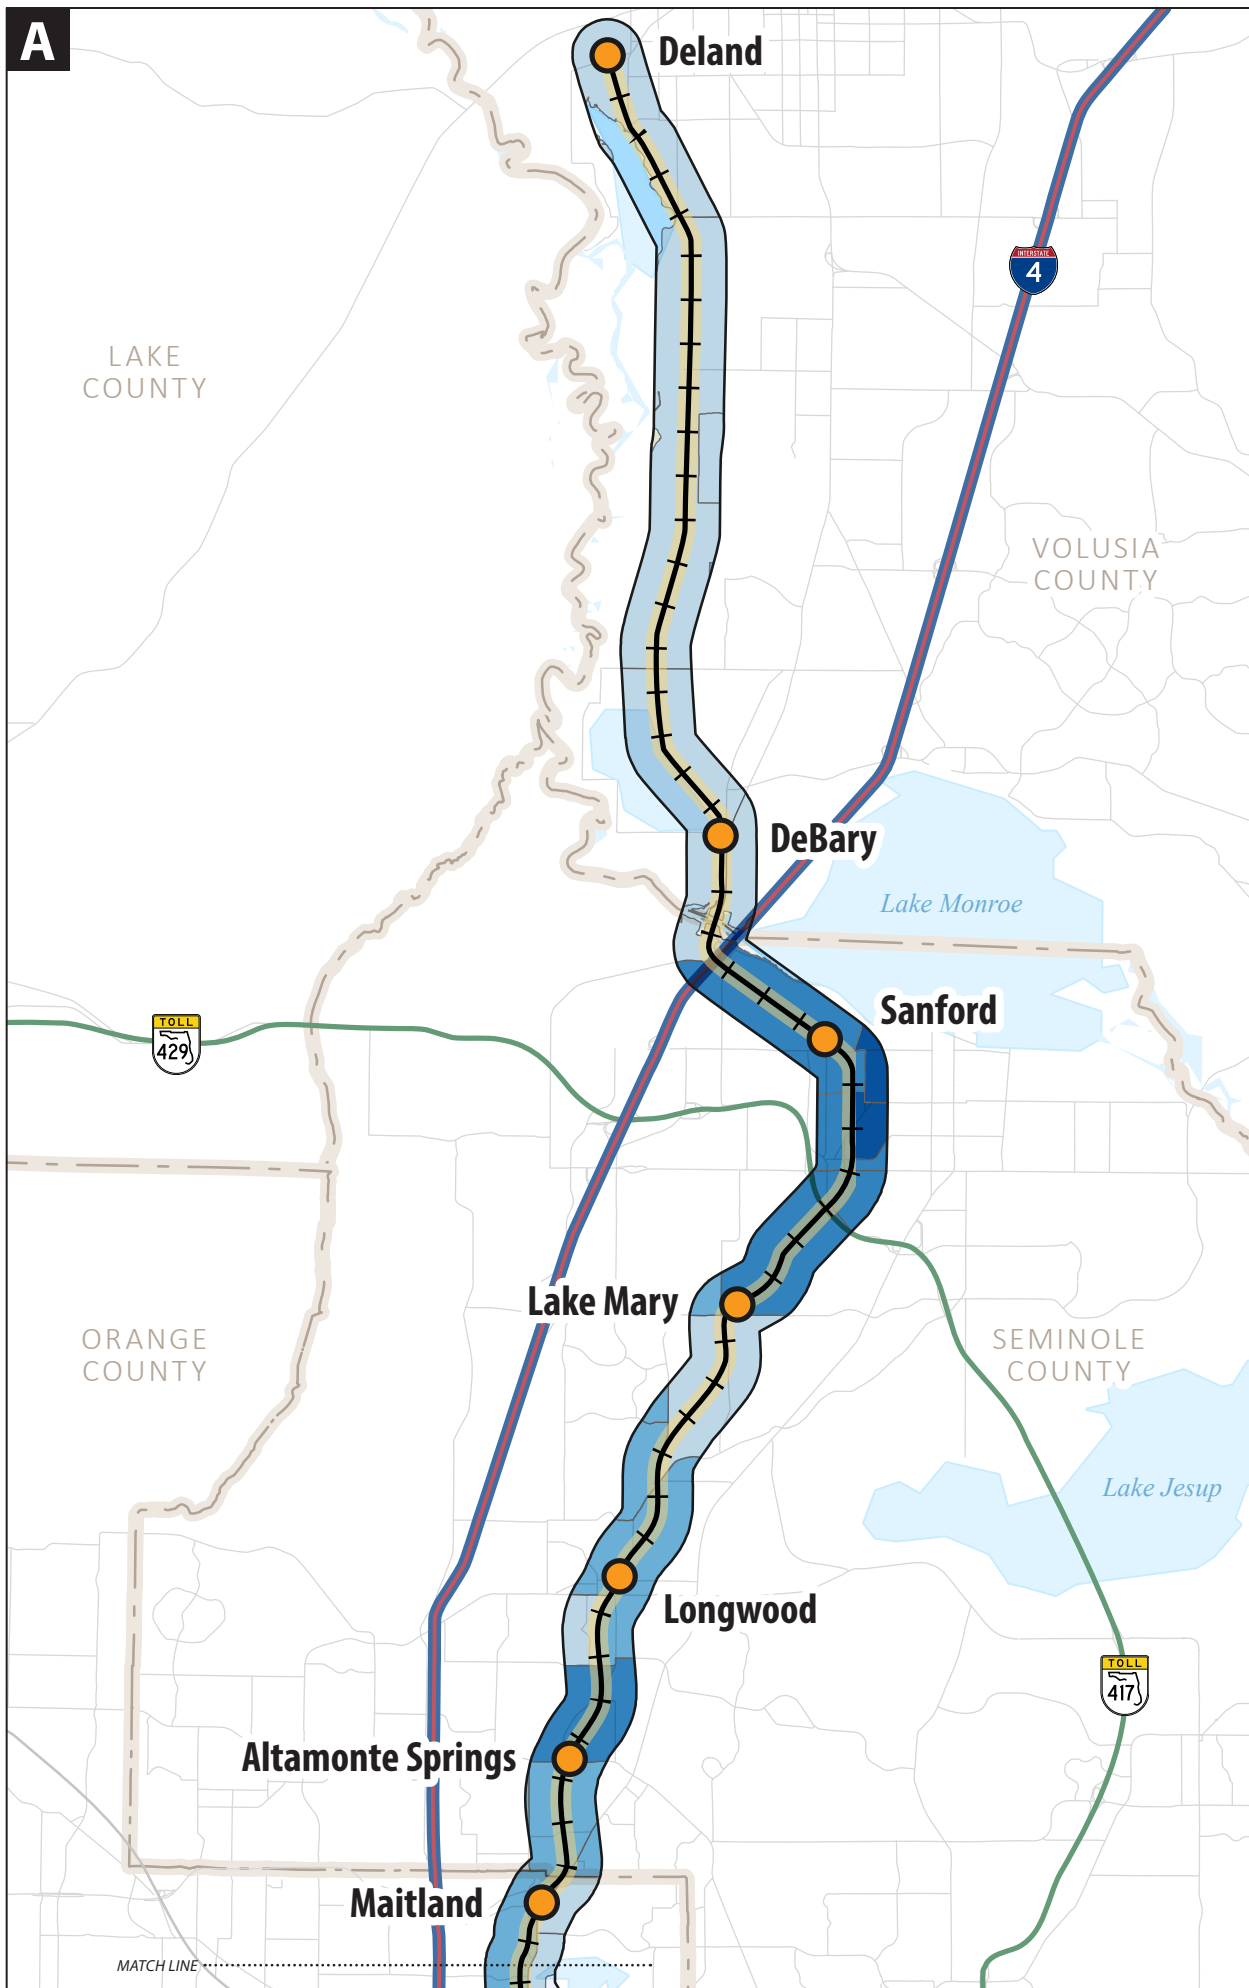 A
Deland
INTERSTATE
4
LAKE
COUNTY
VOLUSIA
COUNTY
DeBary
Lake Monroe
Sanford
TOLL
429
Lake Mary
ORANGE
COUNTY
SEMINOLE
COUNTY
Lake Jesup
Longwood
TOLL
417
Altamonte Springs
Maitland
MATCH LINE